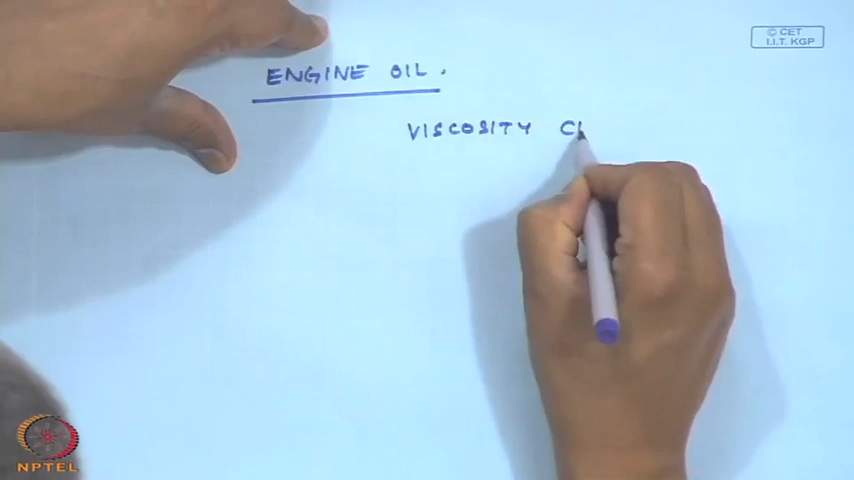 © CET
I.I.T. KGP
ENGINE OIL.
VISCOSITY
NPTEL